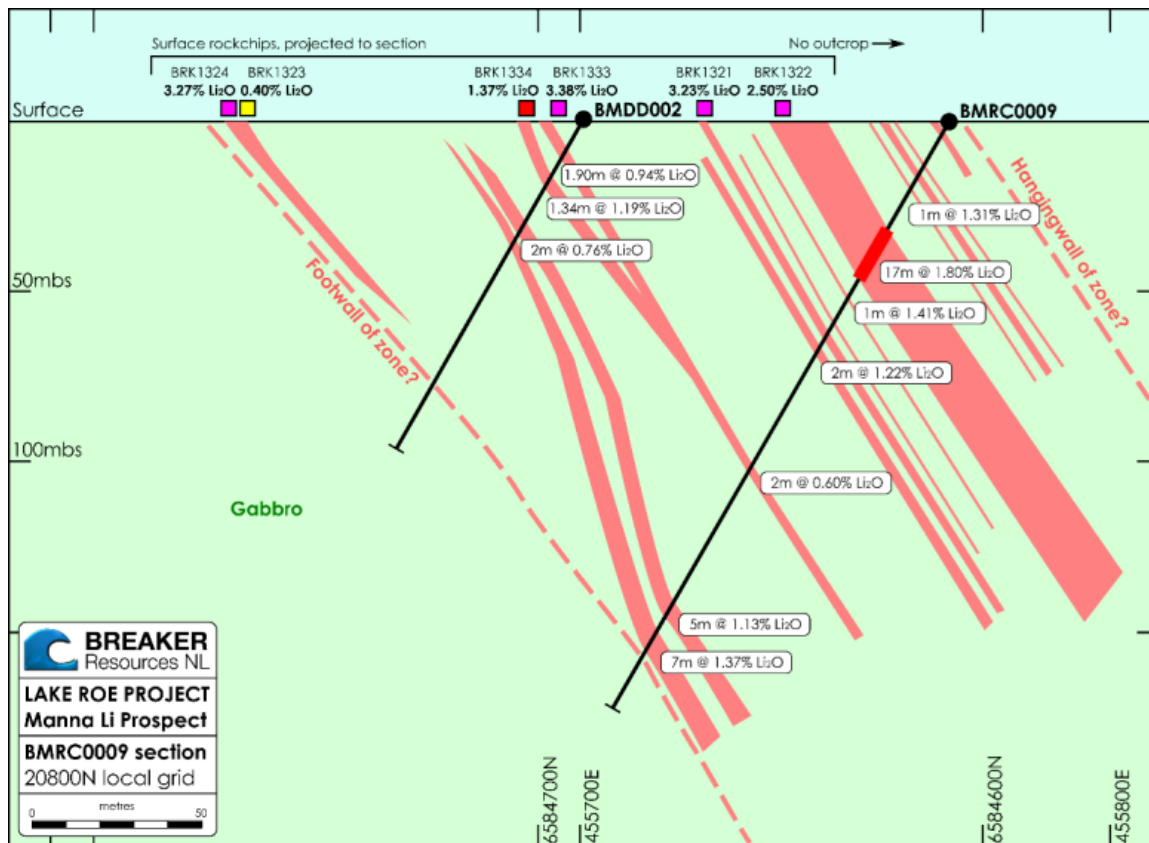 Surface rockchips, projected to section
No outcrop
BRK1324
3.27% Li₂O
BRK1323
0.40% Li₂O
BRK1334
1.37% Li₂O
BRK1333
3.38% Li₂O
BRK1321
3.23% Li₂O
BRK1322
2.50% Li₂O
Surface
BMDD002
BMRC0009
1.90m @ 0.94% Li₂O
1.34m @ 1.19% Li₂O
2m @ 0.76% Li₂O
1m @ 1.31% Li₂O
17m @ 1.80% Li₂O
1m @ 1.41% Li₂O
2m @ 1.22% Li₂O
2m @ 0.60% Li₂O
5m @ 1.13% Li₂O
7m @ 1.37% Li₂O
Hangingwall of zone?
Footwall of zone?
50mbs
100mbs
Gabbro
BREAKER
Resources NL
LAKE ROE PROJECT
Manna Li Prospect
BMRC0009 section
20800N local grid
metres
0 50
6584700N
455700E
6584600N
455800E